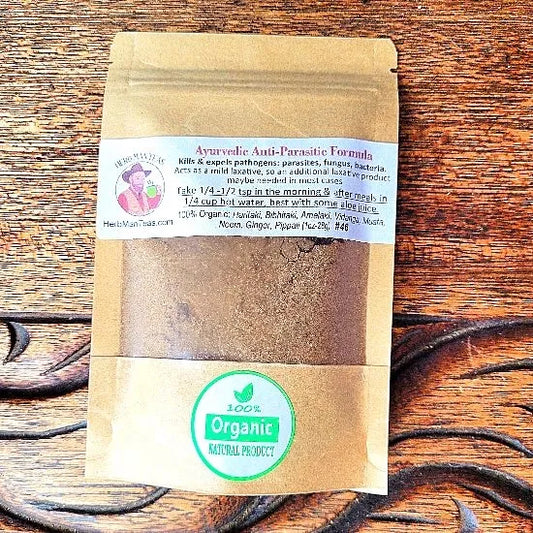 HERB MAN TEAS
HerbManTeas.com
Ayurvedic Anti-Parasitic Formula
Kills & expels pathogens: parasites, fungus, bacteria.
Acts as a mild laxative, so an additional laxative product
maybe needed in most cases
Take 1/4 -1/2 tsp in the morning & after meals in
1/4 cup hot water, best with some aloe juice.
100% Organic: Haritaki, Bibhitaki, Amelaki, Vidanga, Musta,
Neem, Ginger, Pippali [1oz-28g] #46
100%
Organic
NATURAL PRODUCT